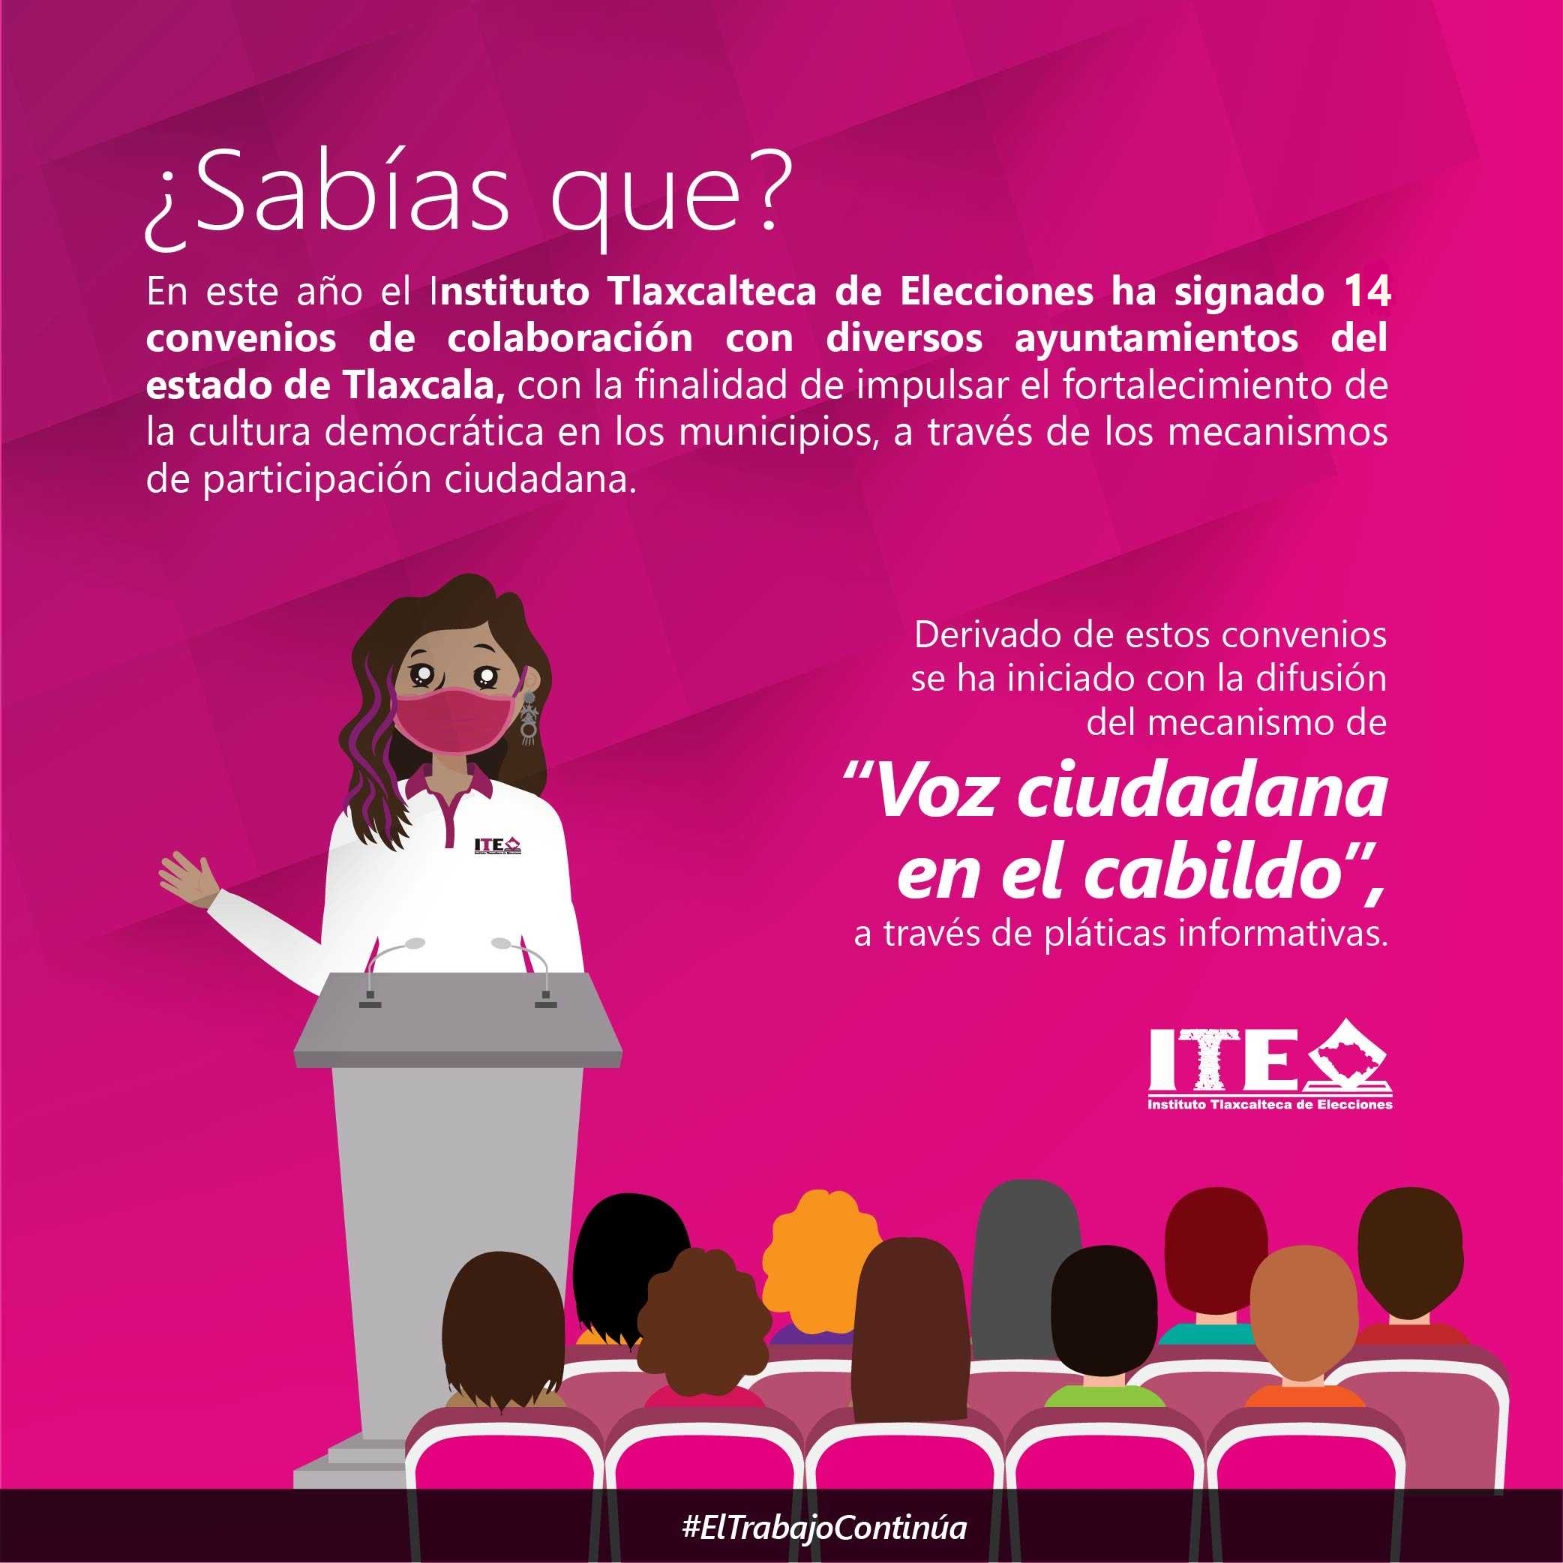 ¿Sabías que?
En este año el Instituto Tlaxcalteca de Elecciones ha signado 14
convenios de colaboración con diversos ayuntamientos del
estado de Tlaxcala, con la finalidad de impulsar el fortalecimiento de
la cultura democrática en los municipios, a través de los mecanismos
de participación ciudadana.
Derivado de estos convenios
se ha iniciado con la difusión
del mecanismo de
“Voz ciudadana
en el cabildo”,
a través de pláticas informativas.
ITE
ITE
Instituto Tlaxcalteca de Elecciones
#ElTrabajoContinúa